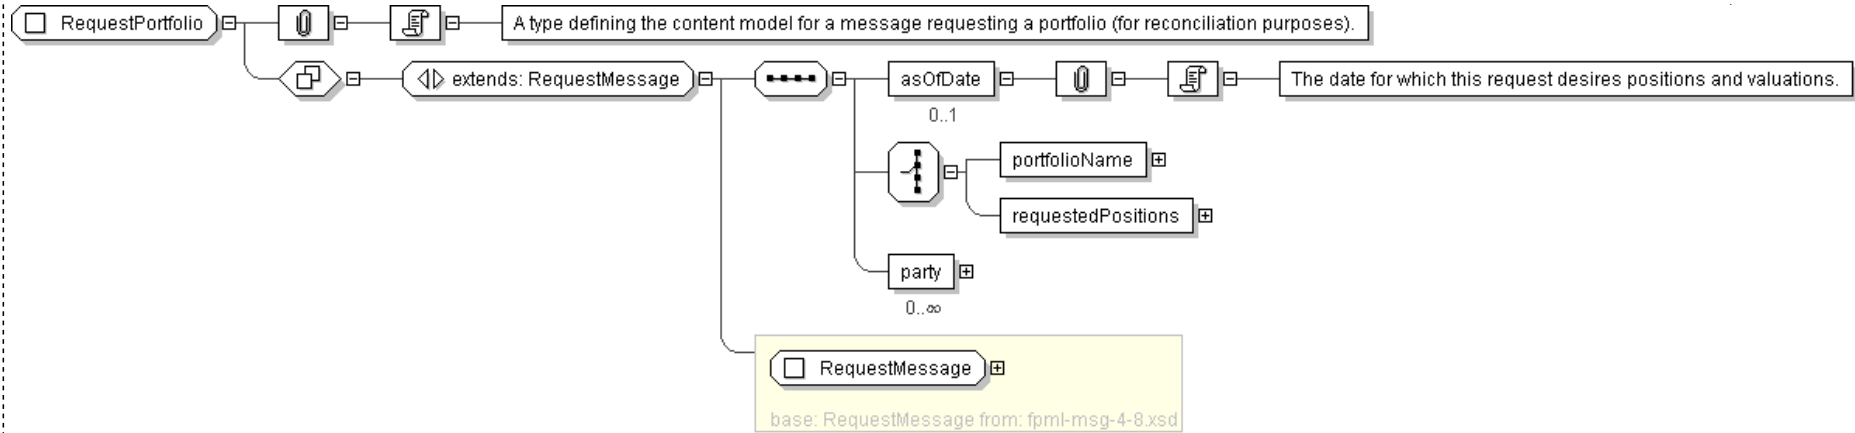 RequestPortfolio
A type defining the content model for a message requesting a portfolio (for reconciliation purposes).
extends: RequestMessage
asOfDate
The date for which this request desires positions and valuations.
0..1
portfolioName
requestedPositions
party
0..∞
RequestMessage
base: RequestMessage from: fpml-msg-4-8.xsd